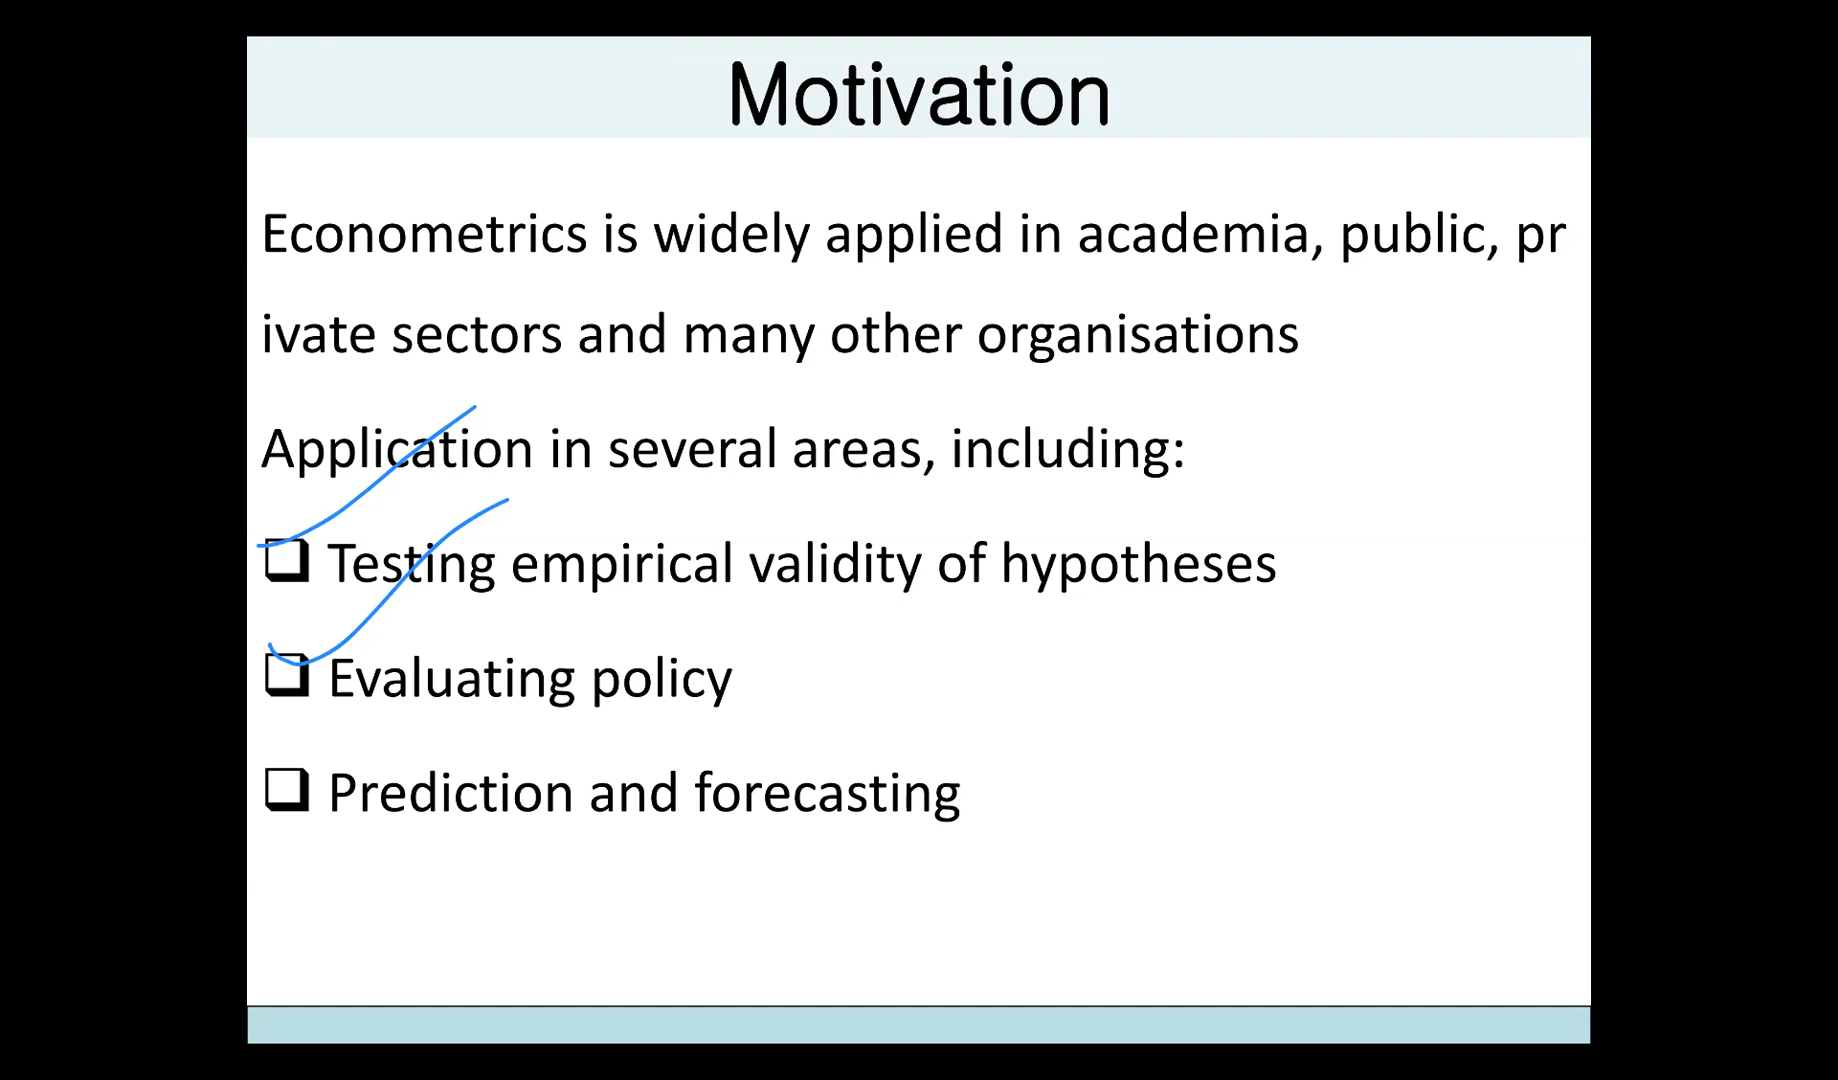 Motivation
Econometrics is widely applied in academia, public, pr
ivate sectors and many other organisations
Application in several areas, including:
❑ Testing empirical validity of hypotheses
❑ Evaluating policy
❑ Prediction and forecasting